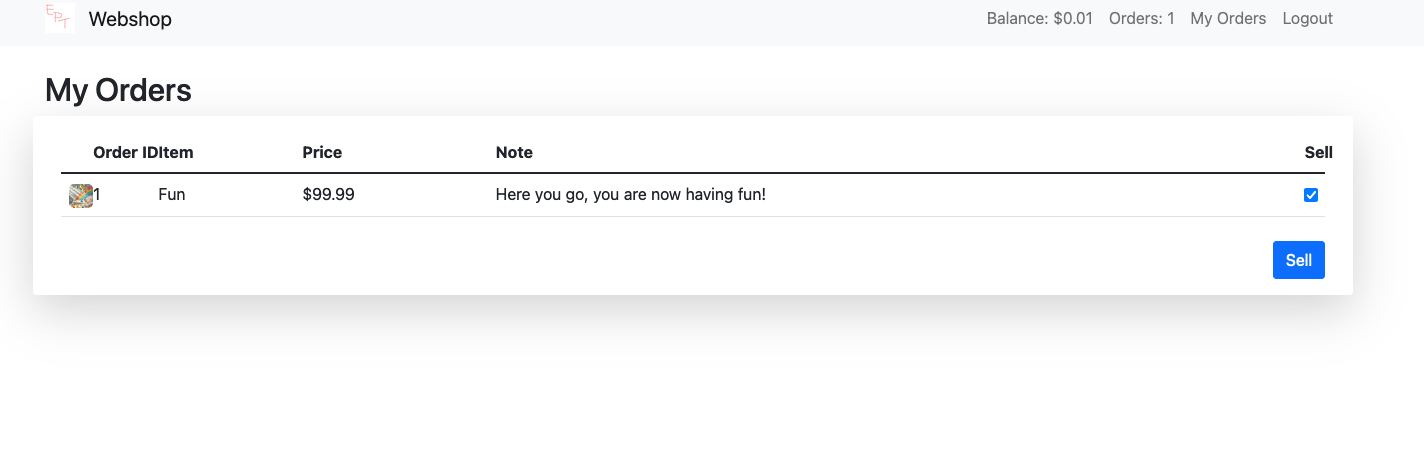 EPT Webshop Balance: $0.01 Orders: 1 My Orders Logout
My Orders
Order ID Item Price Note Sell
1 Fun $99.99 Here you go, you are now having fun!
Sell